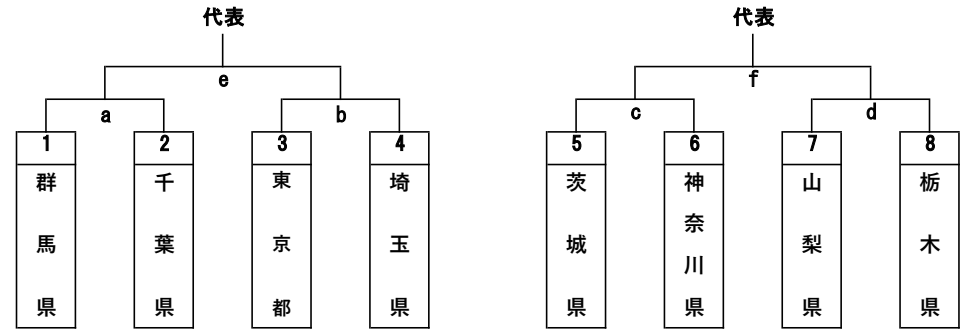 代表 代表
e f
a b c d
1 2 3 4 5 6 7 8
群馬県
千葉県
東京都
埼玉県
茨城県
神奈川県
山梨県
栃木県